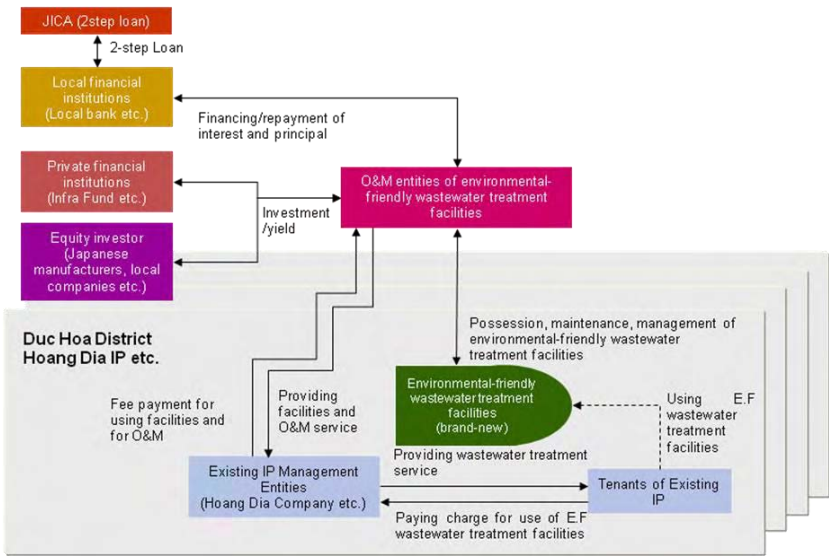 JICA (2step loan)
2-step Loan
Local financial
institutions
(Local bank etc.)
Financing/repayment of
interest and principal
Private financial
institutions
(Infra Fund etc.)
O&M entities of environmental-
friendly wastewater treatment
facilities
Investment
/yield
Equity investor
(Japanese
manufacturers, local
companies etc.)
Duc Hoa District
Hoang Dia IP etc.
Possession, maintenance, management of
environmental-friendly wastewater
treatment facilities
Environmental-friendly
wastewater treatment
facilities
(brand-new)
Using E.F
wastewater
treatment
facilities
Fee payment for
using facilities and
for O&M
Providing
facilities and
O&M service
Providing wastewater treatment
service
Existing IP Management
Entities
(Hoang Dia Company etc.)
Tenants of Existing
IP
Paying charge for use of E.F
wastewater treatment facilities